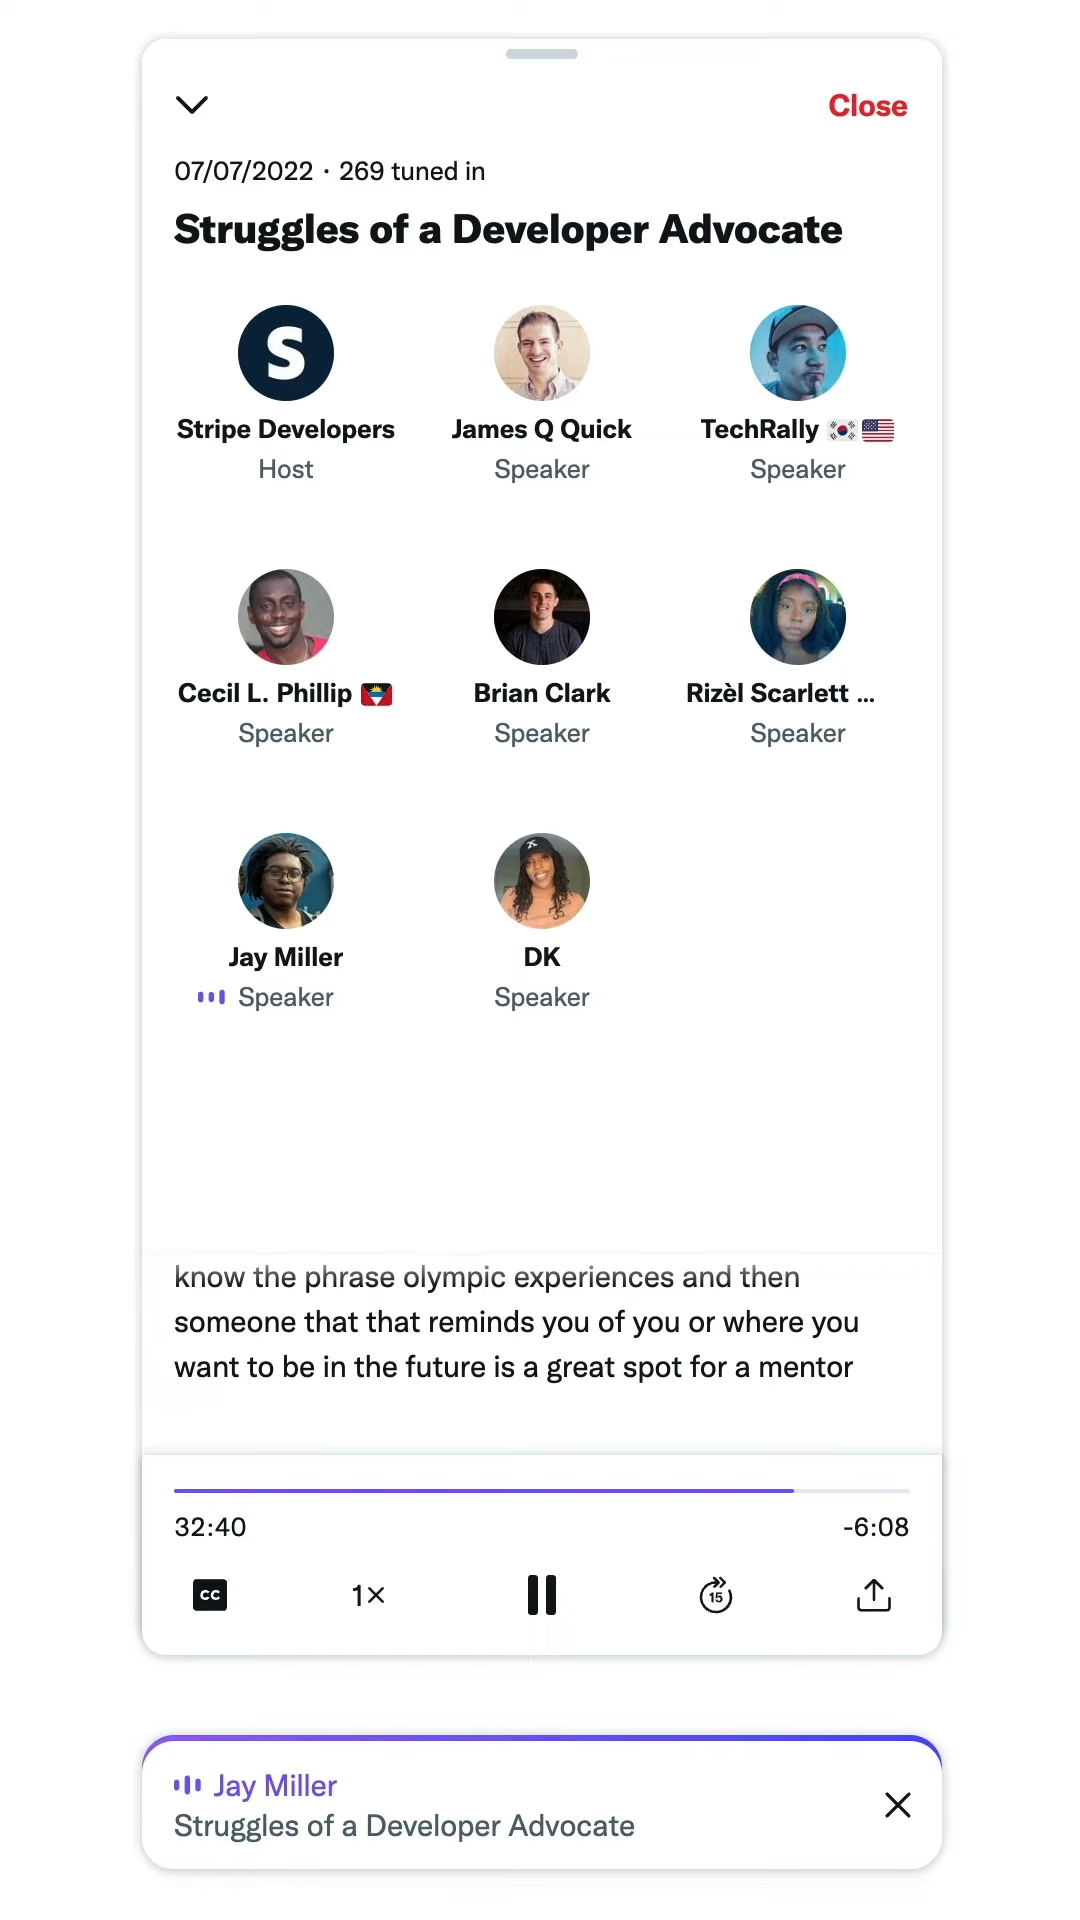 Close
07/07/2022 · 269 tuned in
Struggles of a Developer Advocate
S
Stripe Developers
Host
James Q Quick
Speaker
TechRally 🇰🇷🇺🇸
Speaker
Cecil L. Phillip 🇦🇬
Speaker
Brian Clark
Speaker
Rizèl Scarlett ...
Speaker
Jay Miller
Speaker
DK
Speaker
know the phrase olympic experiences and then
someone that that reminds you of you or where you
want to be in the future is a great spot for a mentor
32:40
-6:08
CC
1×
15
Jay Miller
Struggles of a Developer Advocate